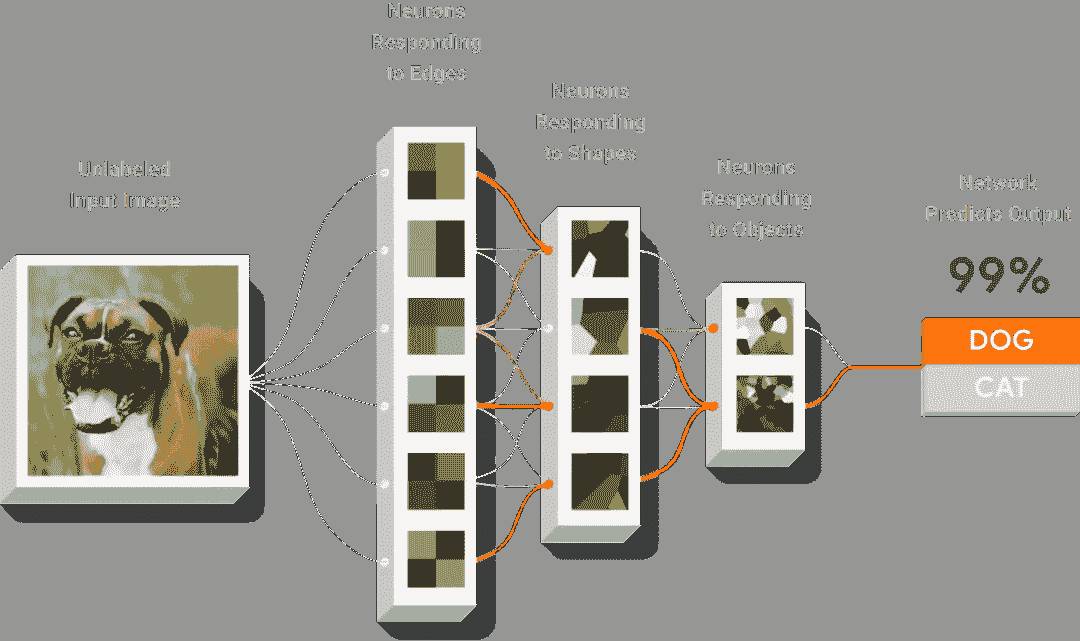 Neurons
Responding
to Edges
Neurons
Responding
to Shapes
Neurons
Responding
to Objects
Unlabeled
Input Image
Network
Predicts Output
99%
DOG
CAT